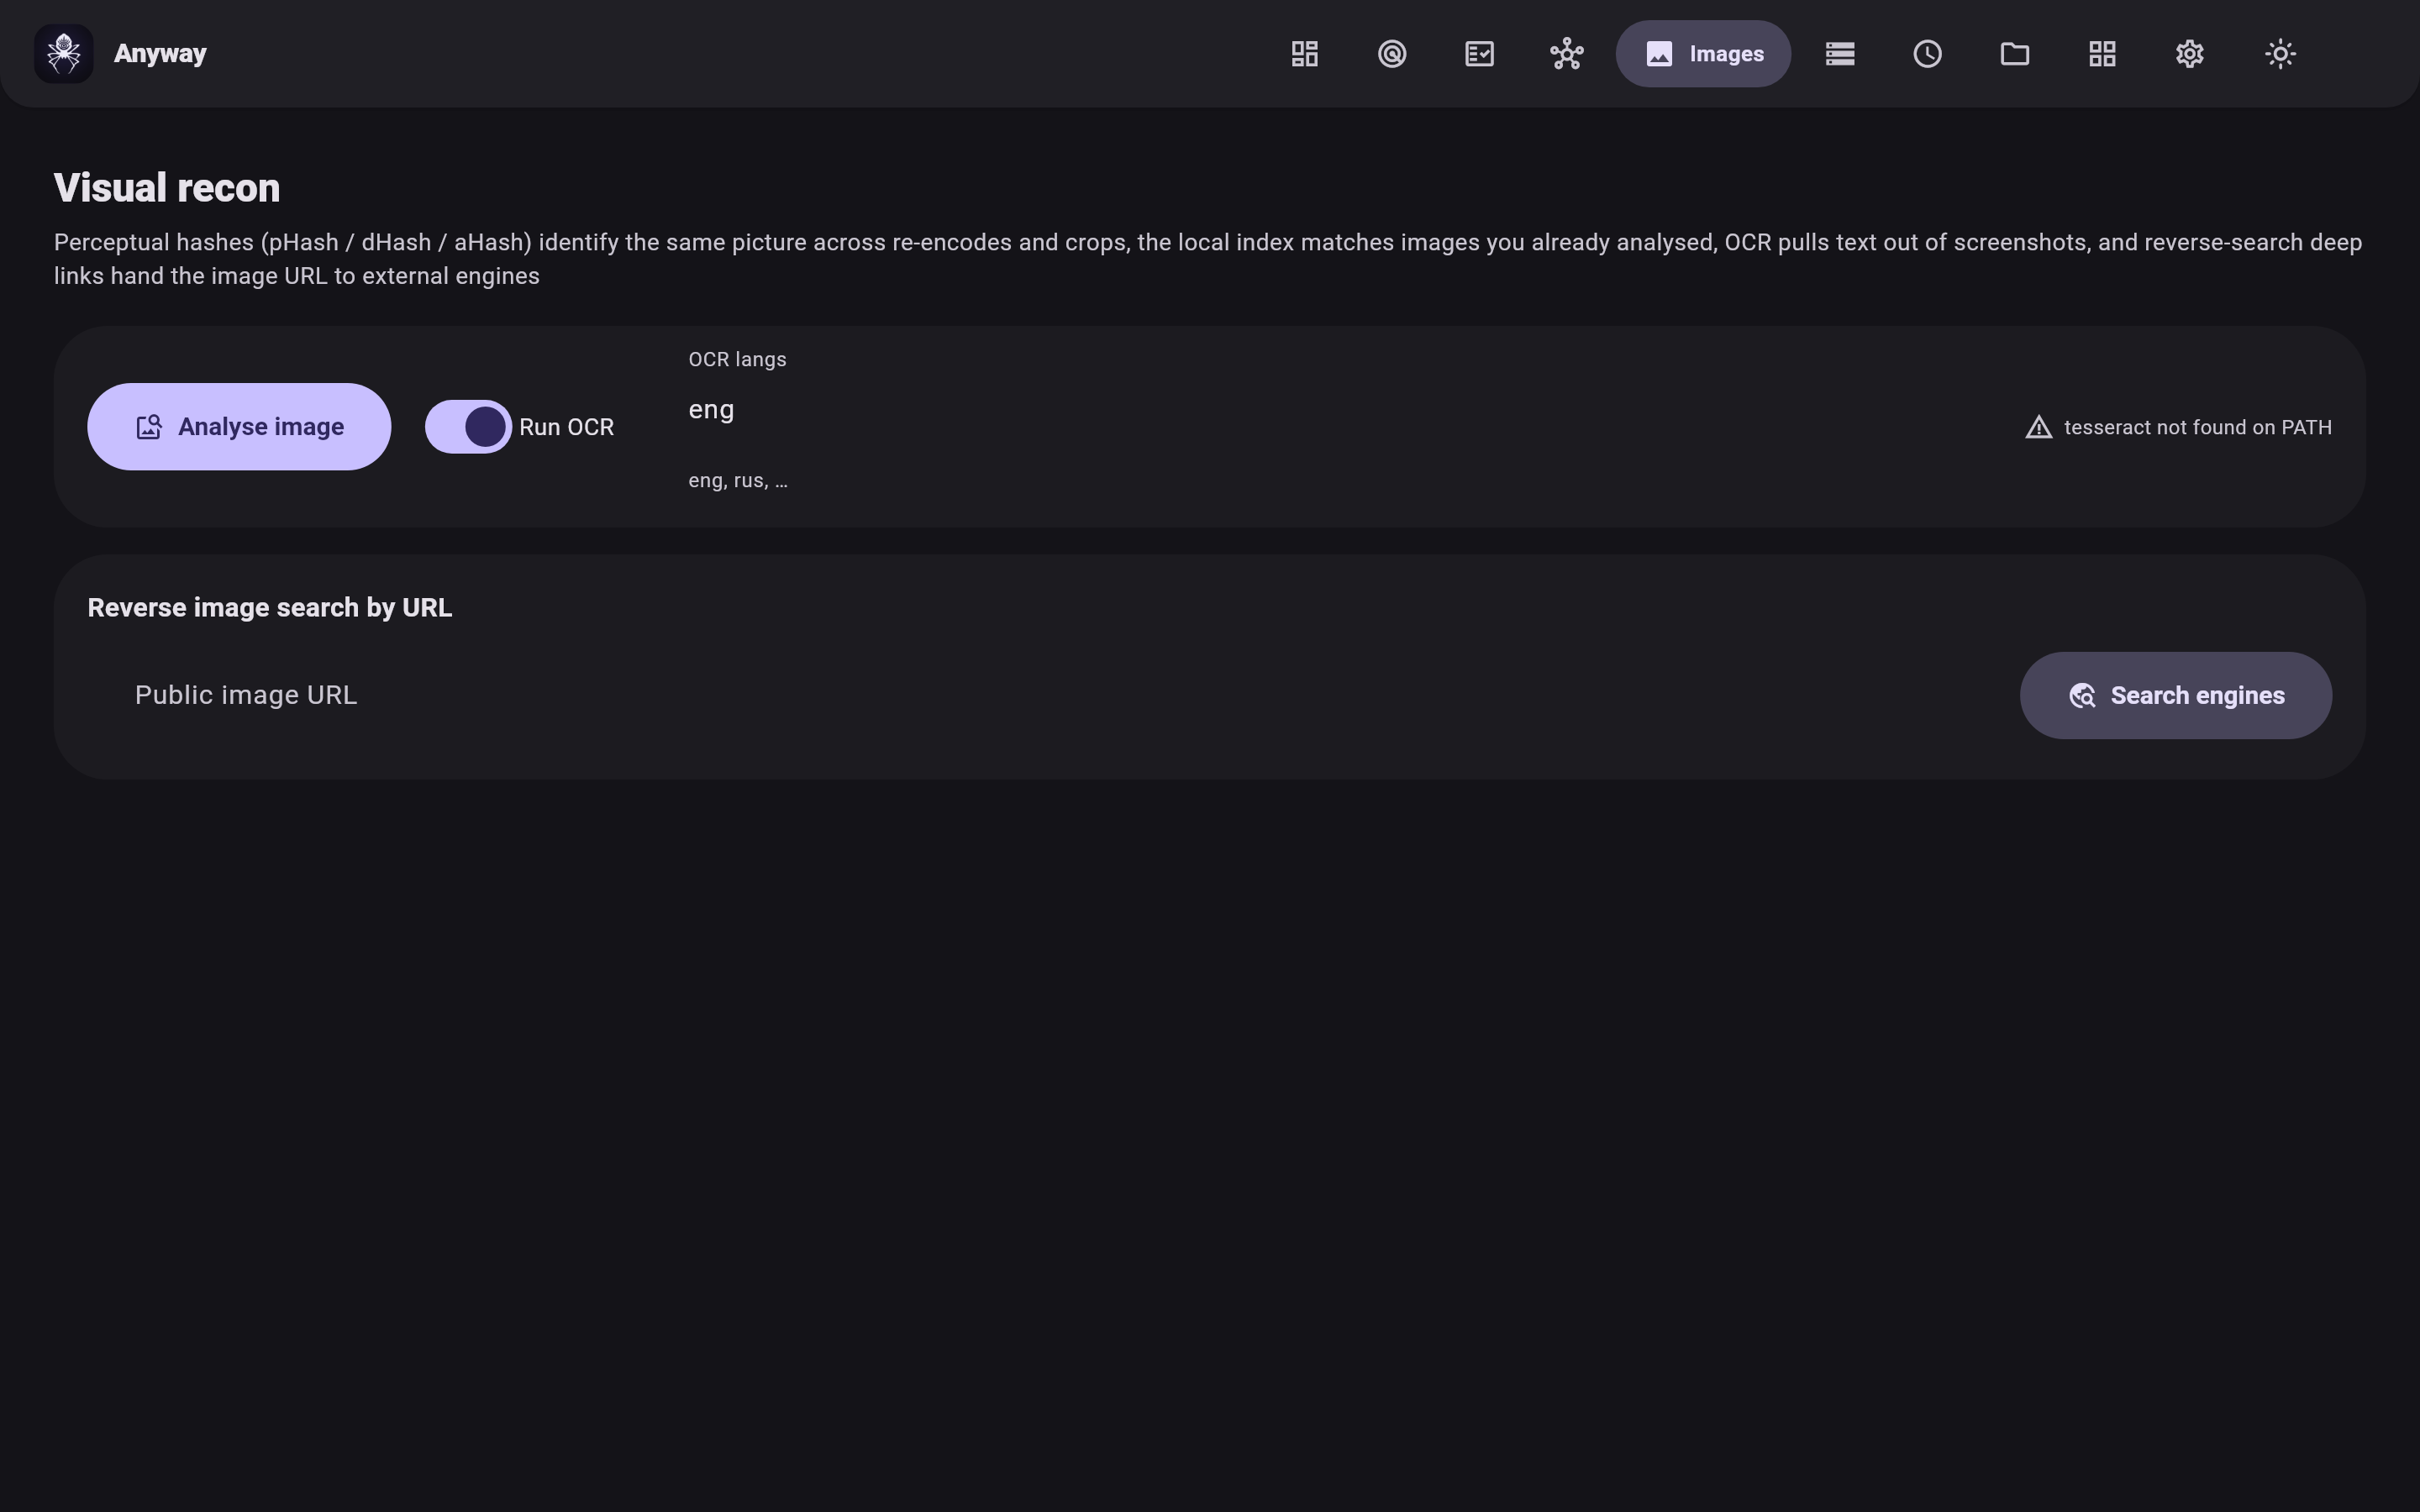 Anyway
Images
Visual recon
Perceptual hashes (pHash / dHash / aHash) identify the same picture across re-encodes and crops, the local index matches images you already analysed, OCR pulls text out of screenshots, and reverse-search deep
links hand the image URL to external engines
OCR langs
Analyse image
Run OCR
eng
tesseract not found on PATH
eng, rus, …
Reverse image search by URL
Public image URL
Search engines